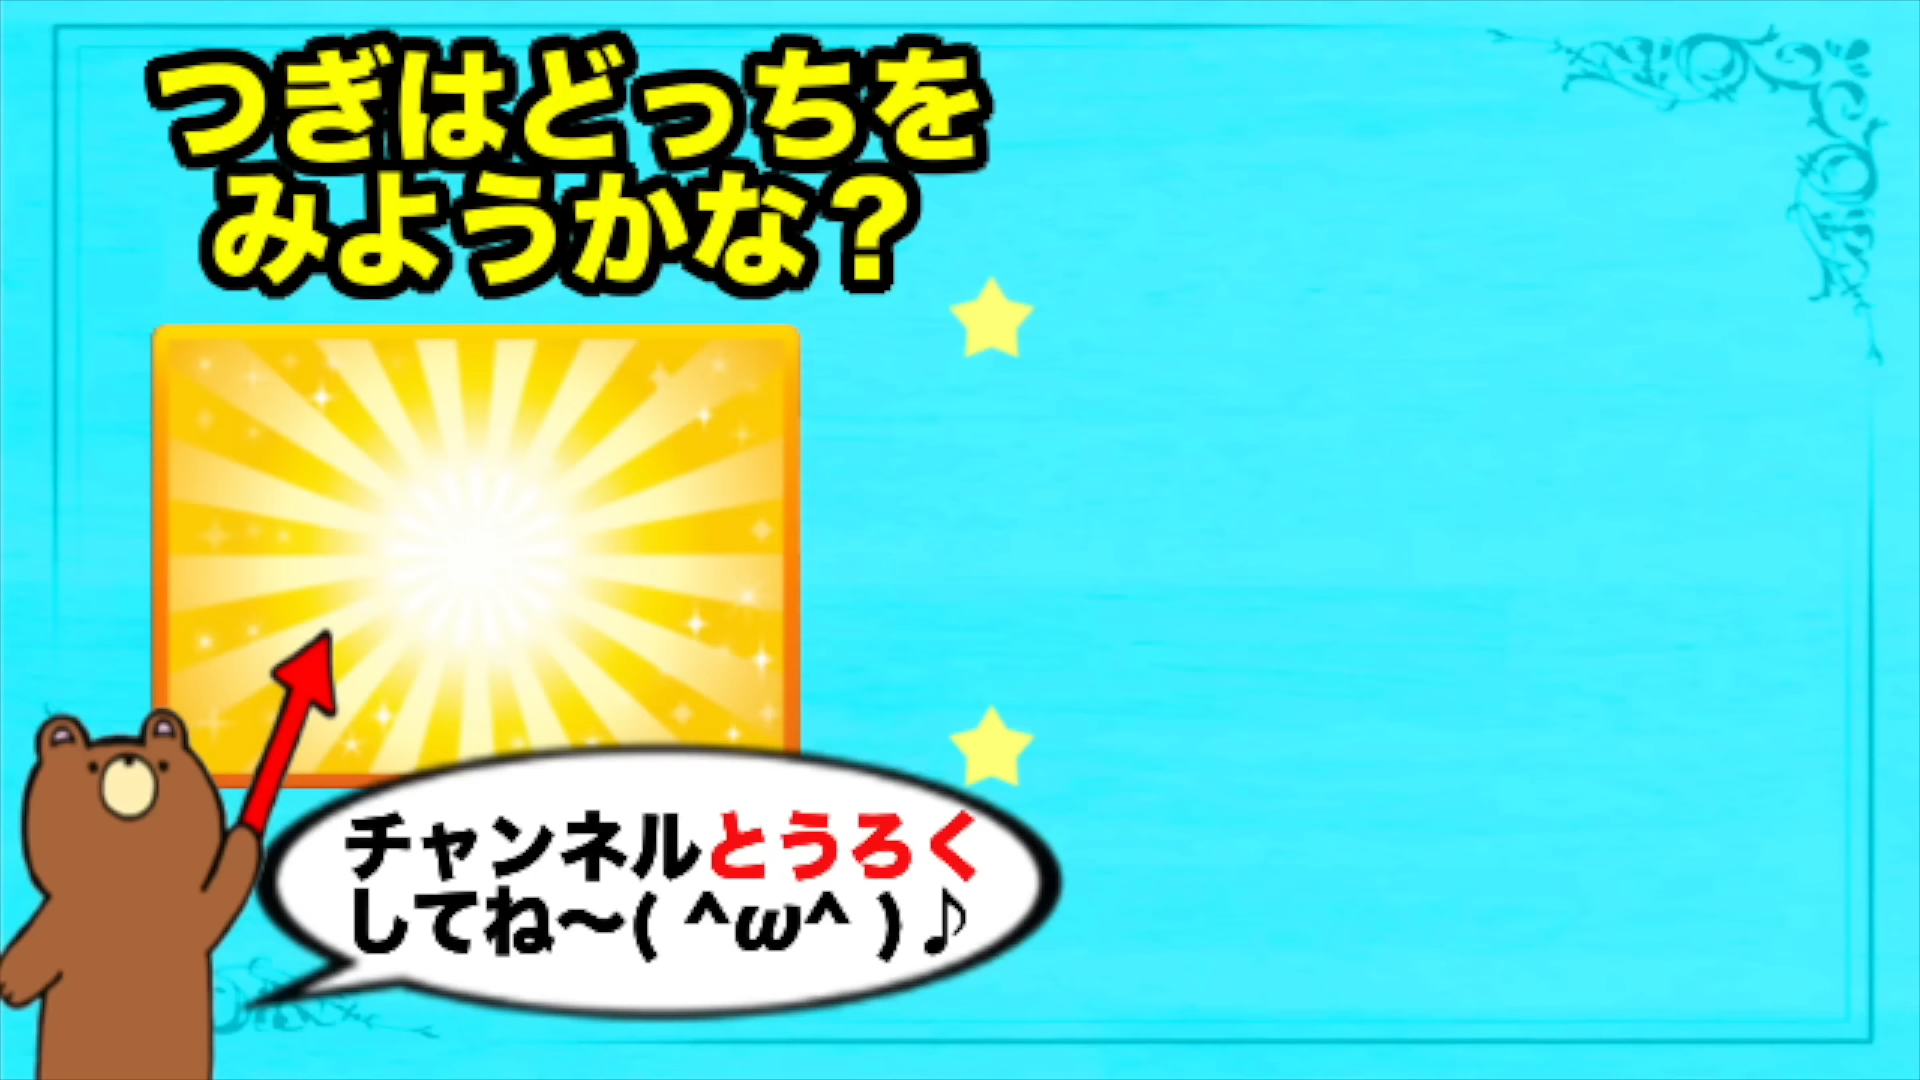 つぎはどっちを
みようかな？
チャンネルとうろく
してね〜( ^ω^ )♪